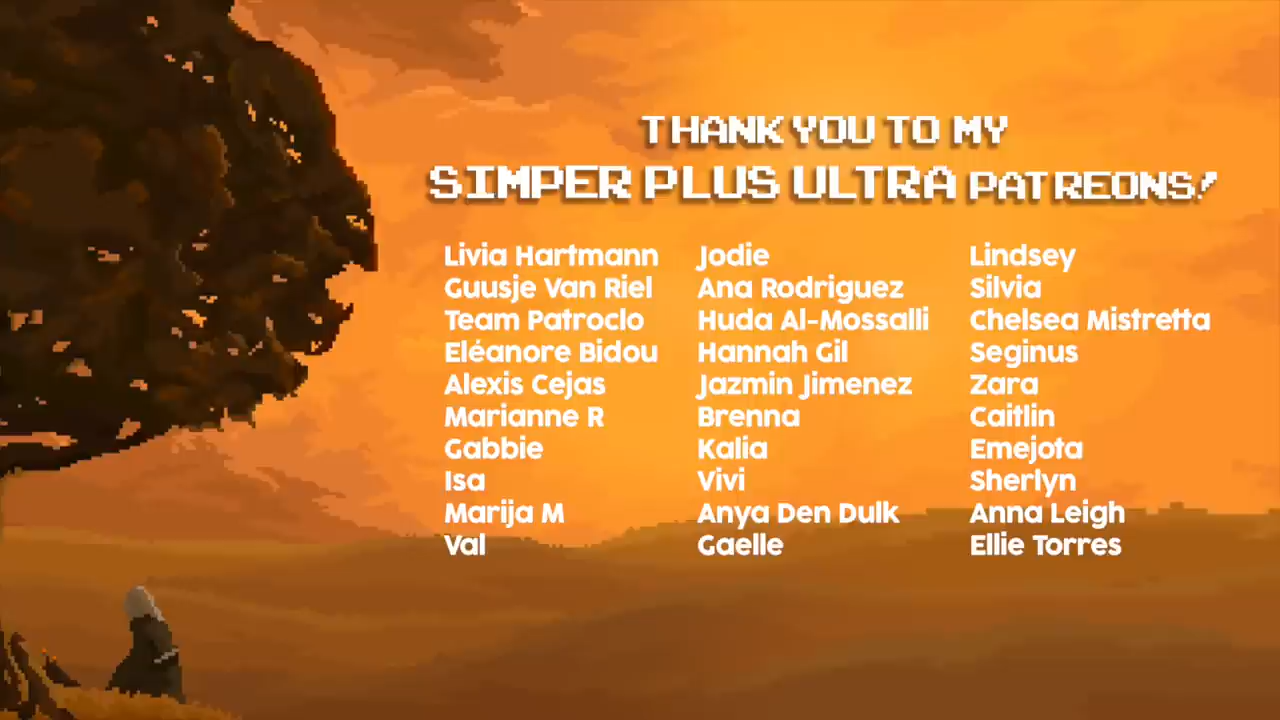 THANK YOU TO MY
SIMPER PLUS ULTRA PATREONS!
Livia Hartmann
Guusje Van Riel
Team Patroclo
Eléanore Bidou
Alexis Cejas
Marianne R
Gabbie
Isa
Marija M
Val
Jodie
Ana Rodriguez
Huda Al-Mossalli
Hannah Gil
Jazmin Jimenez
Brenna
Kalia
Vivi
Anya Den Dulk
Gaelle
Lindsey
Silvia
Chelsea Mistretta
Seginus
Zara
Caitlin
Emejota
Sherlyn
Anna Leigh
Ellie Torres